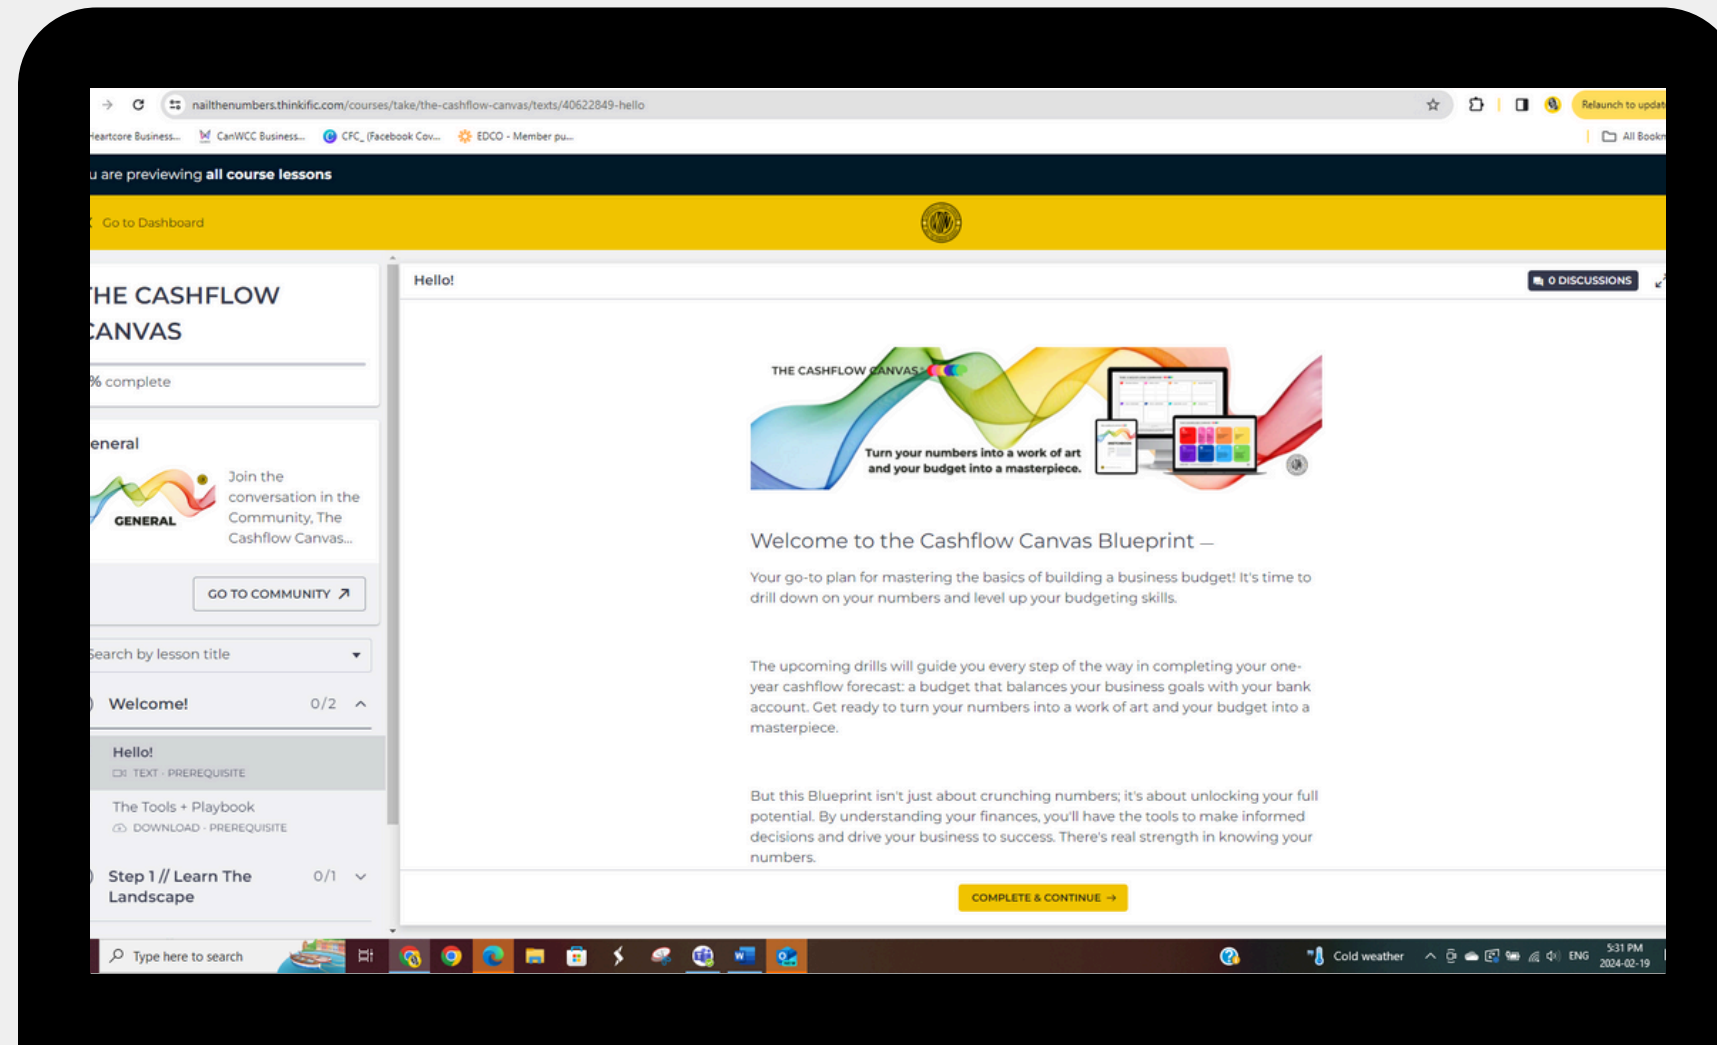 nailthenumbers.thinkific.com/courses/take/the-cashflow-canvas/texts/40622849-hello
Relaunch to updat
Heartcore Business...
CanWCC Business...
CFC_ (Facebook Cov...
EDCO - Member pu...
All Bookm
u are previewing all course lessons
Go to Dashboard
HE CASHFLOW
CANVAS
% complete
eneral
GENERAL
Join the
conversation in the
Community, The
Cashflow Canvas...
GO TO COMMUNITY
Search by lesson title
Welcome! 0/2
Hello!
TEXT · PREREQUISITE
The Tools + Playbook
DOWNLOAD · PREREQUISITE
Step 1 // Learn The 0/1
Landscape
Hello!
0 DISCUSSIONS
THE CASHFLOW CANVAS
Turn your numbers into a work of art
and your budget into a masterpiece.
Welcome to the Cashflow Canvas Blueprint —
Your go-to plan for mastering the basics of building a business budget! It's time to
drill down on your numbers and level up your budgeting skills.
The upcoming drills will guide you every step of the way in completing your one-
year cashflow forecast: a budget that balances your business goals with your bank
account. Get ready to turn your numbers into a work of art and your budget into a
masterpiece.
But this Blueprint isn't just about crunching numbers; it's about unlocking your full
potential. By understanding your finances, you'll have the tools to make informed
decisions and drive your business to success. There's real strength in knowing your
numbers.
COMPLETE & CONTINUE →
Type here to search
Cold weather
ENG
5:31 PM
2024-02-19